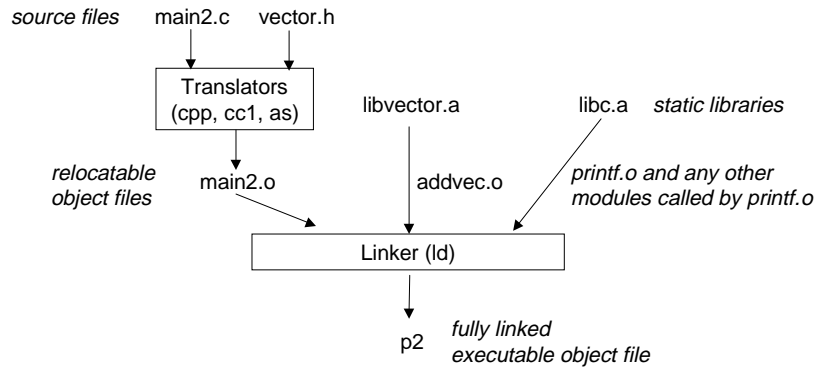 source files main2.c vector.h
Translators
(cpp, cc1, as)
libvector.a libc.a static libraries
relocatable
object files
main2.o
addvec.o
printf.o and any other
modules called by printf.o
Linker (ld)
p2
fully linked
executable object file